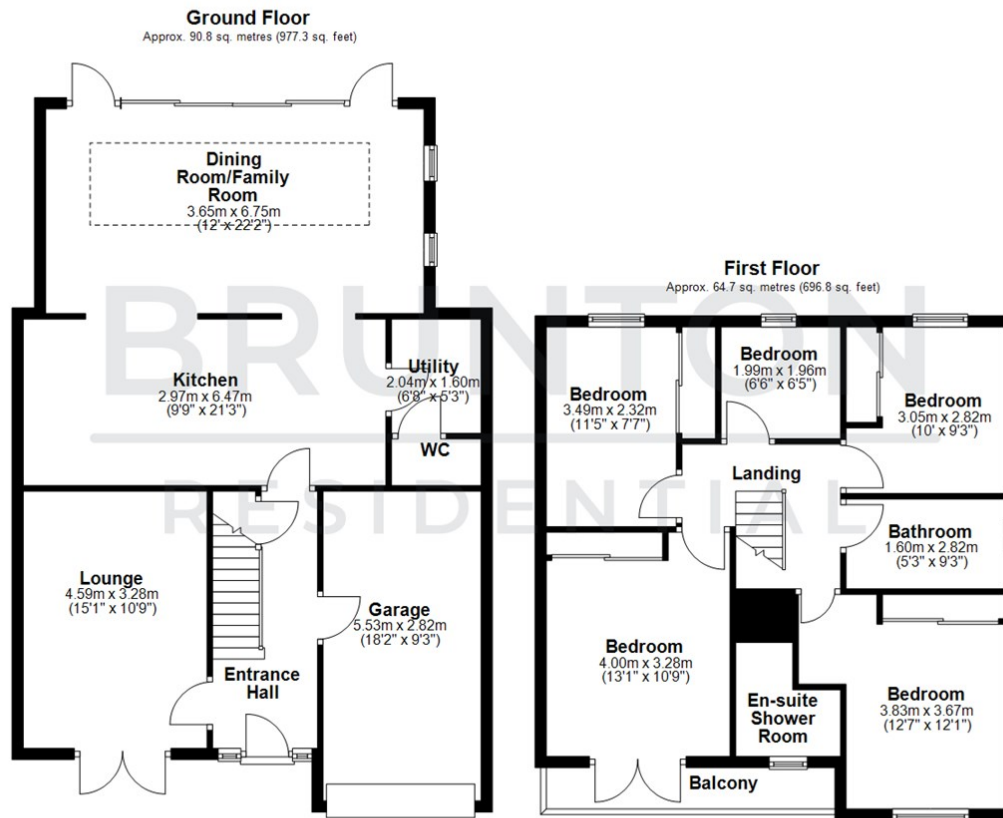 Ground Floor
Approx. 90.8 sq. metres (977.3 sq. feet)
Dining
Room/Family
Room
3.65m x 6.75m
(12' x 22'2")
Kitchen
2.97m x 6.47m
(9'9" x 21'3")
Utility
2.04m x 1.60m
(6'8" x 5'3")
WC
Lounge
4.59m x 3.28m
(15'1" x 10'9")
Garage
5.53m x 2.82m
(18'2" x 9'3")
Entrance
Hall
First Floor
Approx. 64.7 sq. metres (696.8 sq. feet)
Bedroom
3.49m x 2.32m
(11'5" x 7'7")
Bedroom
1.99m x 1.96m
(6'6" x 6'5")
Bedroom
3.05m x 2.82m
(10' x 9'3")
Landing
Bathroom
1.60m x 2.82m
(5'3" x 9'3")
Bedroom
4.00m x 3.28m
(13'1" x 10'9")
En-suite
Shower
Room
Bedroom
3.83m x 3.67m
(12'7" x 12'1")
Balcony
BRUNTON
RESIDENTIAL